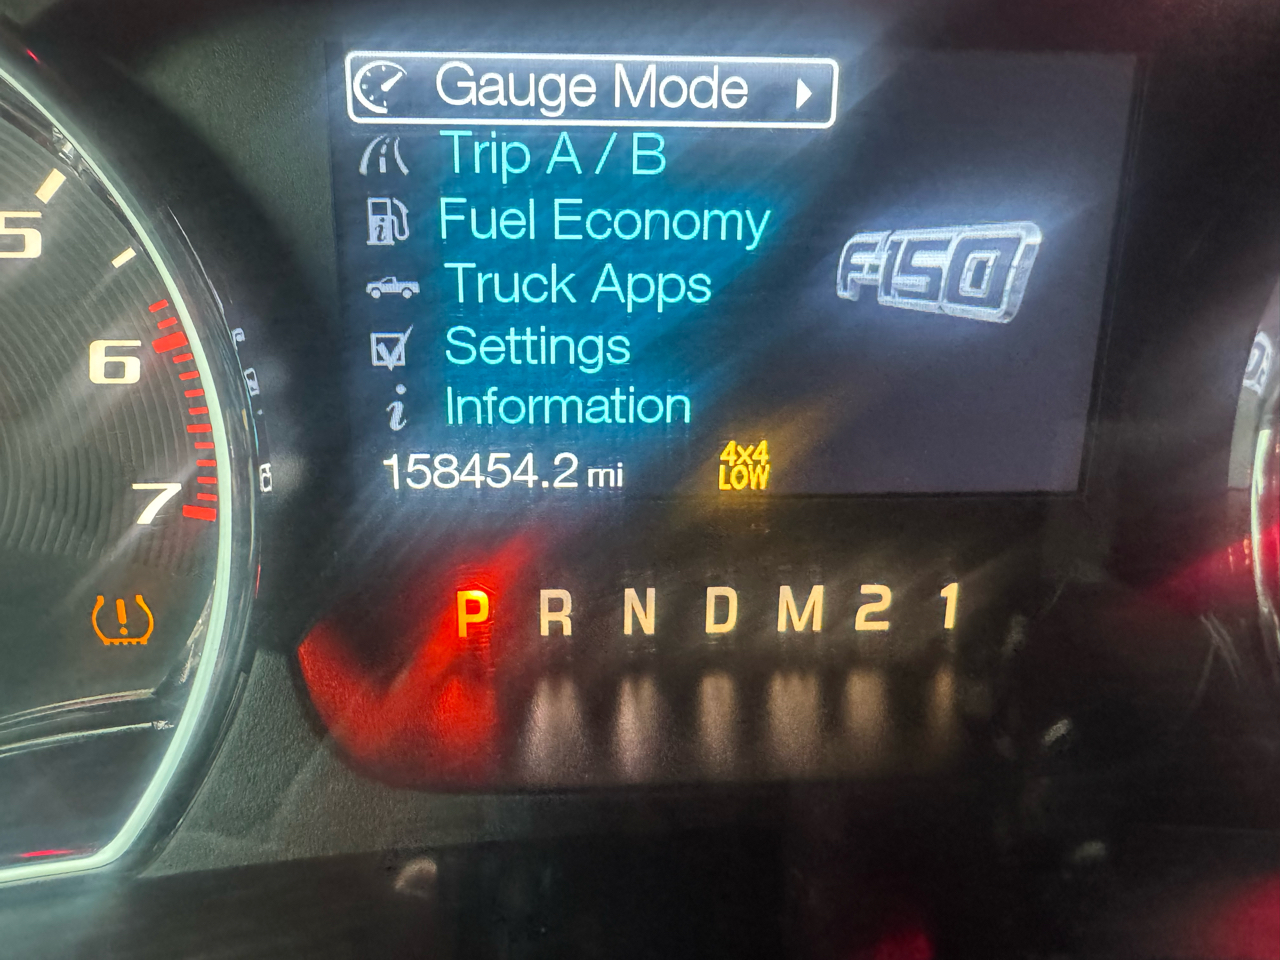 Gauge Mode
Trip A / B
Fuel Economy
Truck Apps
Settings
Information
F-150
158454.2 mi
4x4
LOW
P R N D M 2 1
5
6
7